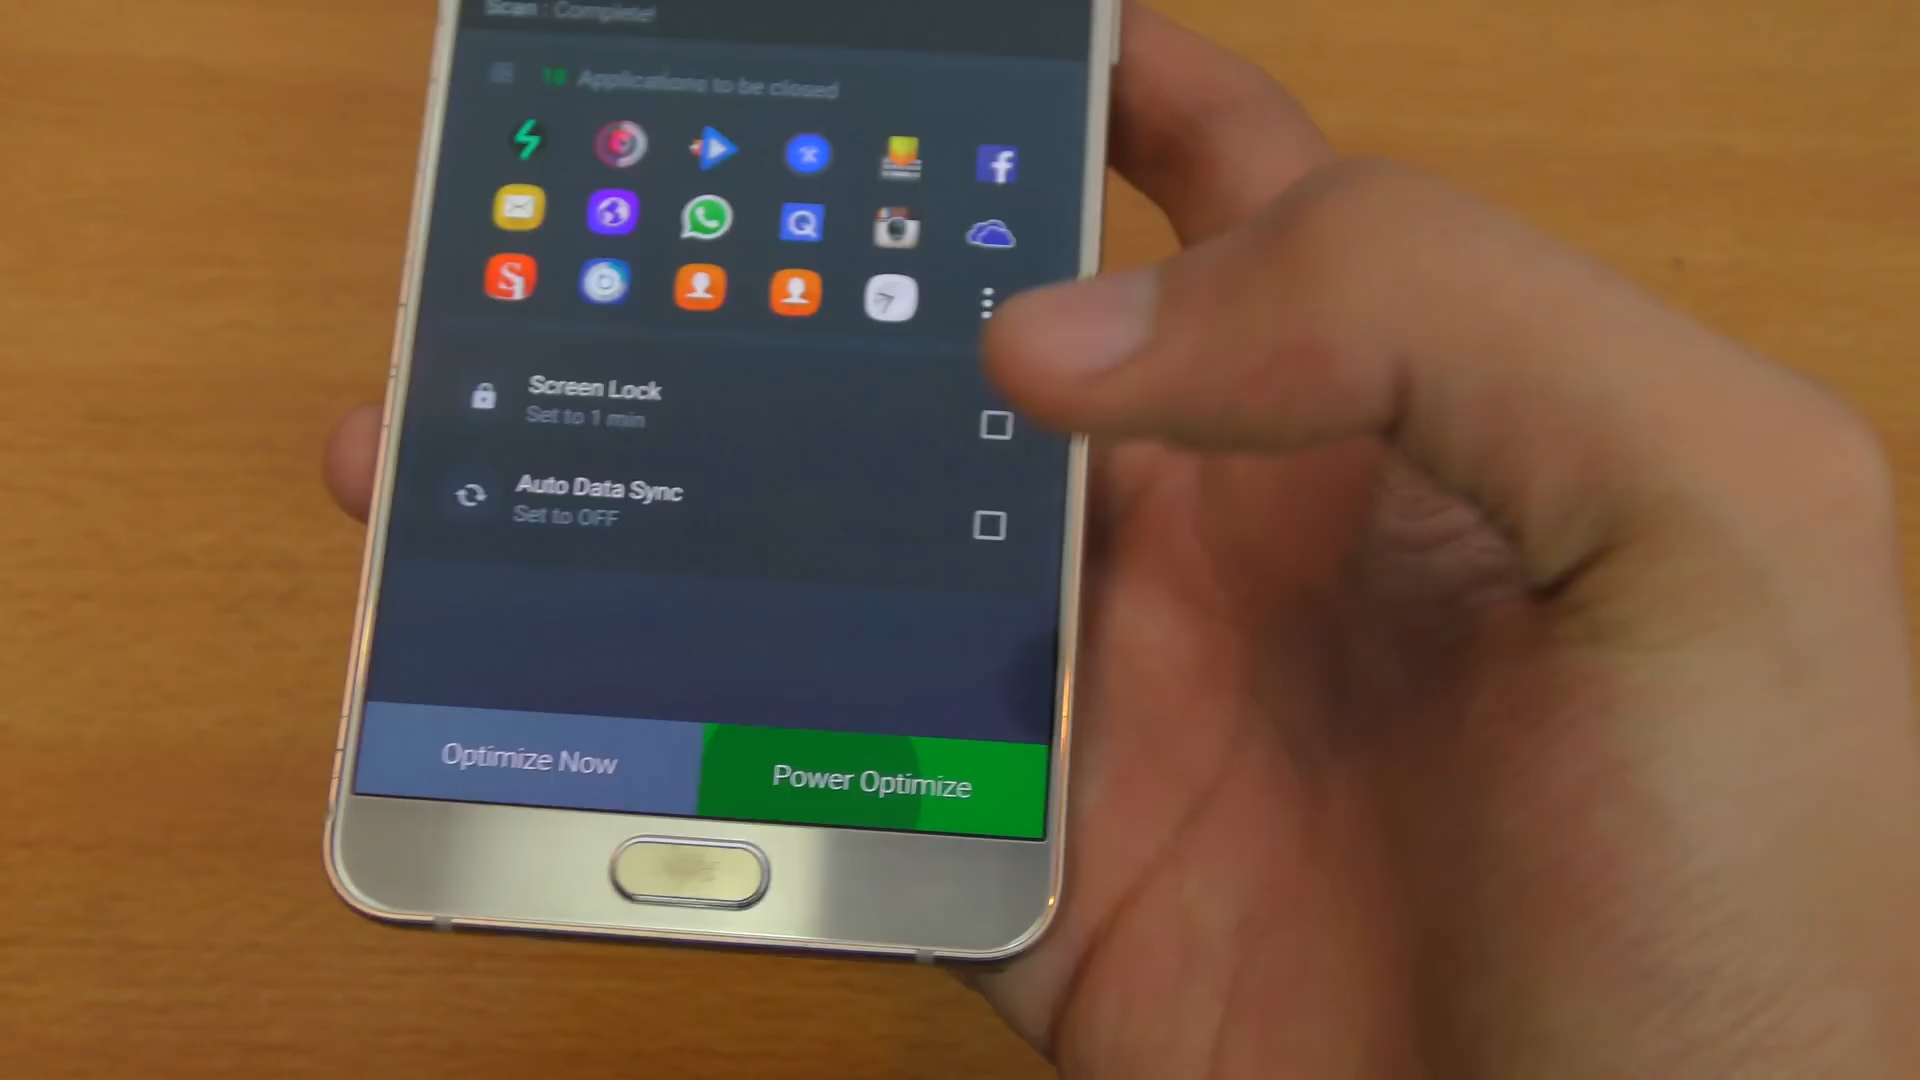 Scan : Complete!
18 Applications to be closed
Screen Lock
Set to 1 min
Auto Data Sync
Set to OFF
Optimize Now
Power Optimize